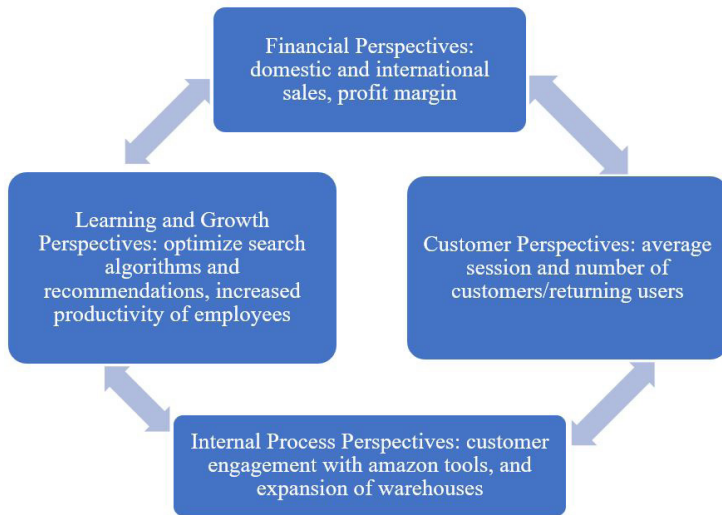 Financial Perspectives:
domestic and international
sales, profit margin
Learning and Growth
Perspectives: optimize search
algorithms and
recommendations, increased
productivity of employees
Customer Perspectives: average
session and number of
customers/returning users
Internal Process Perspectives: customer
engagement with amazon tools, and
expansion of warehouses